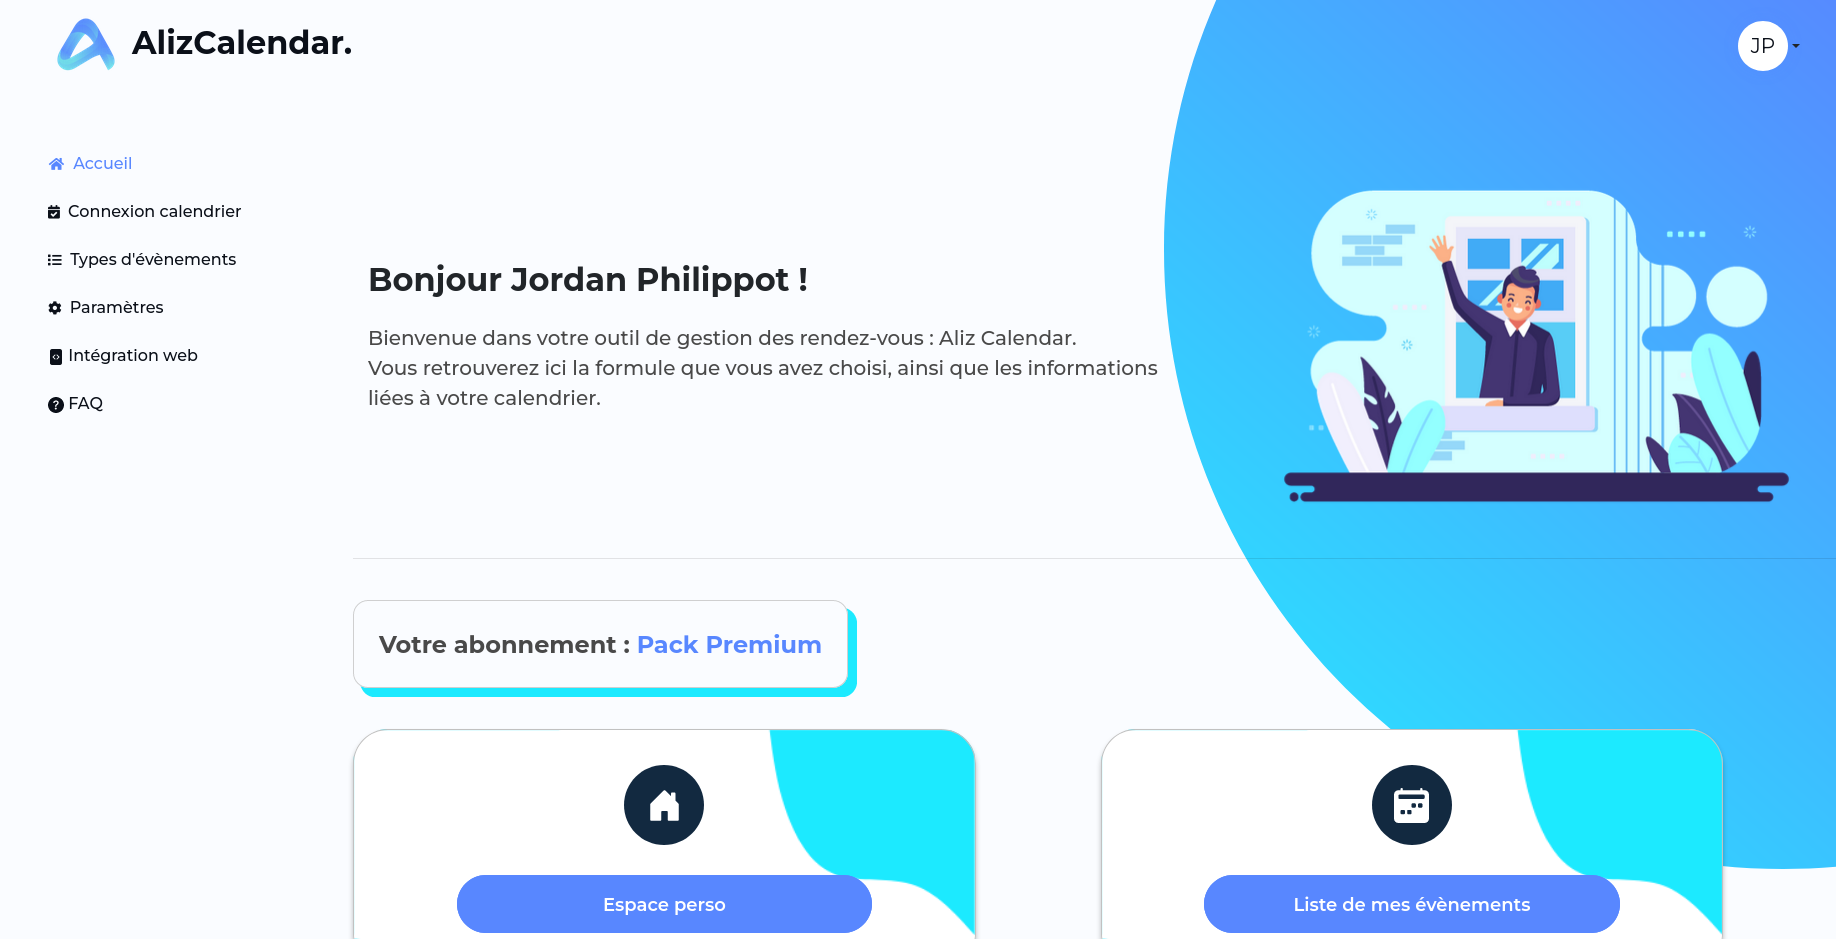 AlizCalendar.
JP
Accueil
Connexion calendrier
Types d'évènements
Paramètres
Intégration web
FAQ
Bonjour Jordan Philippot !
Bienvenue dans votre outil de gestion des rendez-vous : Aliz Calendar.
Vous retrouverez ici la formule que vous avez choisi, ainsi que les informations
liées à votre calendrier.
Votre abonnement : Pack Premium
Espace perso
Liste de mes évènements